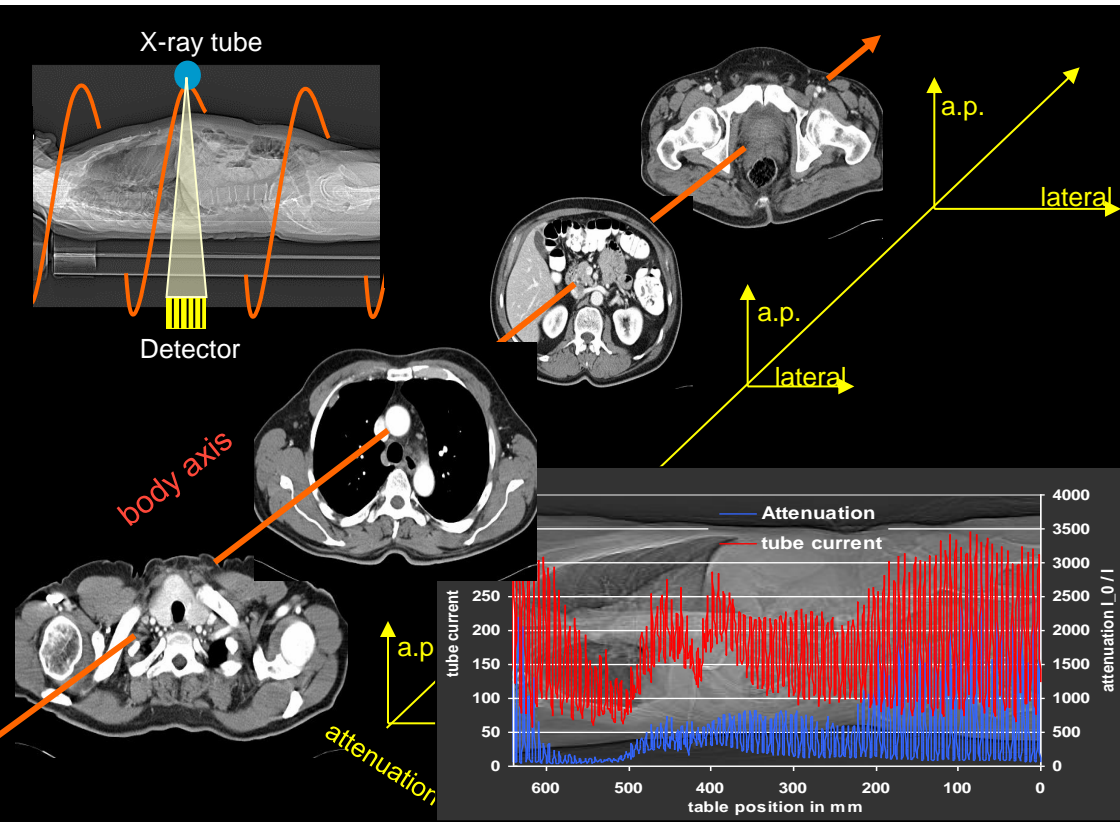 X-ray tube
a.p.
lateral
a.p.
lateral
Detector
body axis
a.p
attenuation
Attenuation
tube current
4000
3500
3000
2500
2000
1500
1000
500
0
250
200
150
100
50
0
tube current
attenuation I_0 / I
600 500 400 300 200 100 0
table position in mm